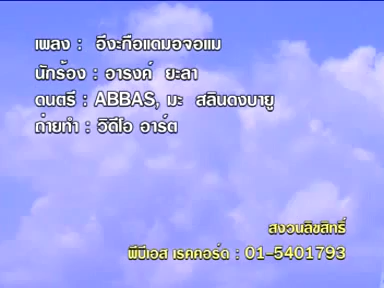 เพลง : อีงะกือแดมอจอแม
นักร้อง : อารงค์ ยะลา
ดนตรี : ABBAS, มะ สลินดงบายู
ถ่ายทำ : วิดีโอ อาร์ต
สงวนลิขสิทธิ์
พีบีเอส เรคคอร์ด : 01-5401793